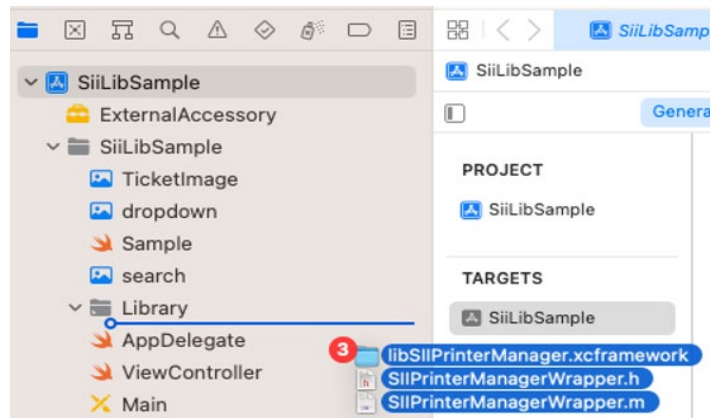 SiiLibSample
ExternalAccessory
SiiLibSample
TicketImage
dropdown
Sample
search
Library
AppDelegate
ViewController
Main
SiiLibSamp
SiiLibSample
Genera
PROJECT
SiiLibSample
TARGETS
SiiLibSample
3
libSIIPrinterManager.xcframework
SIIPrinterManagerWrapper.h
SIIPrinterManagerWrapper.m